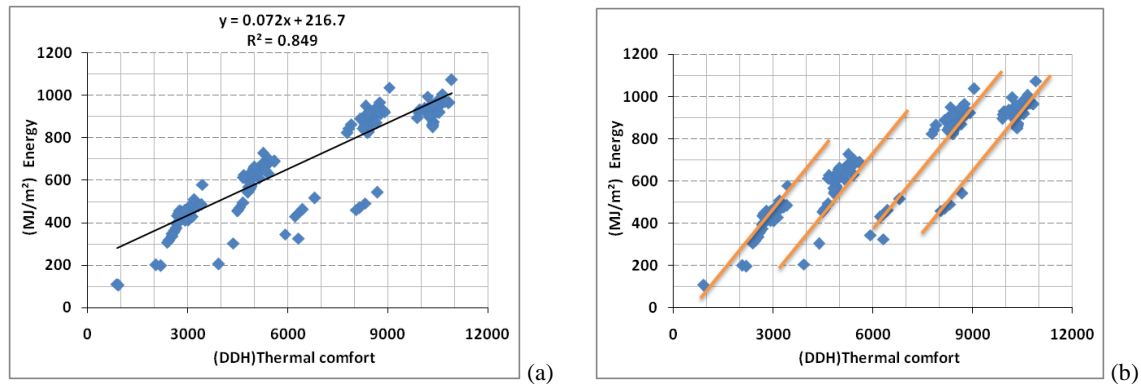 y = 0.072x + 216.7
R² = 0.849
1200
1000
800
600
400
200
0
(MJ/m²) Energy
0 3000 6000 9000 12000
(DDH)Thermal comfort
(a)
1200
1000
800
600
400
200
0
(MJ/m²) Energy
0 3000 6000 9000 12000
(DDH)Thermal comfort
(b)